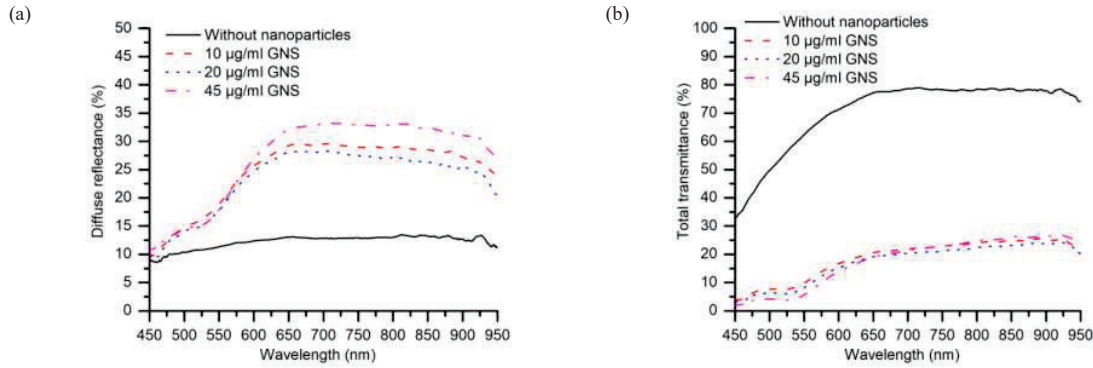 (a)
50
45
40
35
30
25
20
15
10
5
0
Diffuse reflectance (%)
Without nanoparticles
10 µg/ml GNS
20 µg/ml GNS
45 µg/ml GNS
450 500 550 600 650 700 750 800 850 900 950
Wavelength (nm)
(b)
100
90
80
70
60
50
40
30
20
10
0
Total transmittance (%)
Without nanoparticles
10 µg/ml GNS
20 µg/ml GNS
45 µg/ml GNS
450 500 550 600 650 700 750 800 850 900 950
Wavelength (nm)